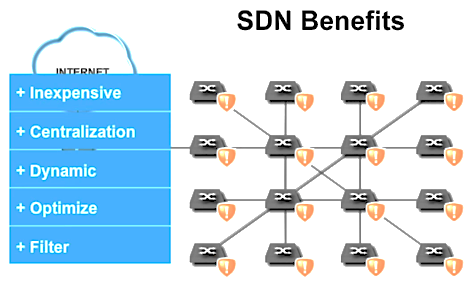 SDN Benefits
INTERNET
+ Inexpensive
+ Centralization
+ Dynamic
+ Optimize
+ Filter